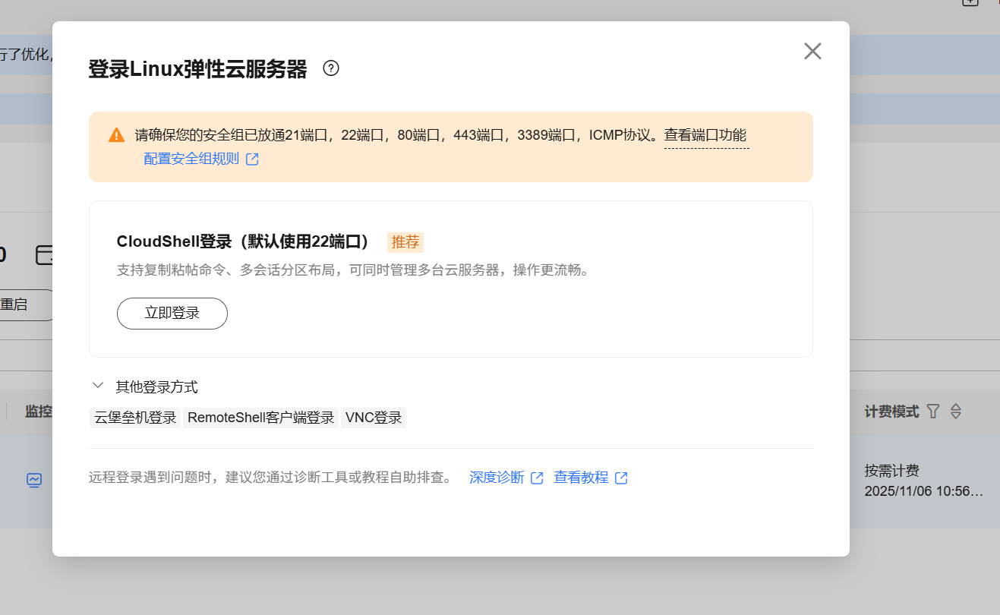 行了优化，
登录Linux弹性云服务器
请确保您的安全组已放通21端口，22端口，80端口，443端口，3389端口，ICMP协议。查看端口功能
配置安全组规则
CloudShell登录（默认使用22端口） 推荐
支持复制粘帖命令、多会话分区布局，可同时管理多台云服务器，操作更流畅。
0
重启
立即登录
其他登录方式
监控
云堡垒机登录 RemoteShell客户端登录 VNC登录
计费模式
按需计费
2025/11/06 10:56...
远程登录遇到问题时，建议您通过诊断工具或教程自助排查。 深度诊断 查看教程